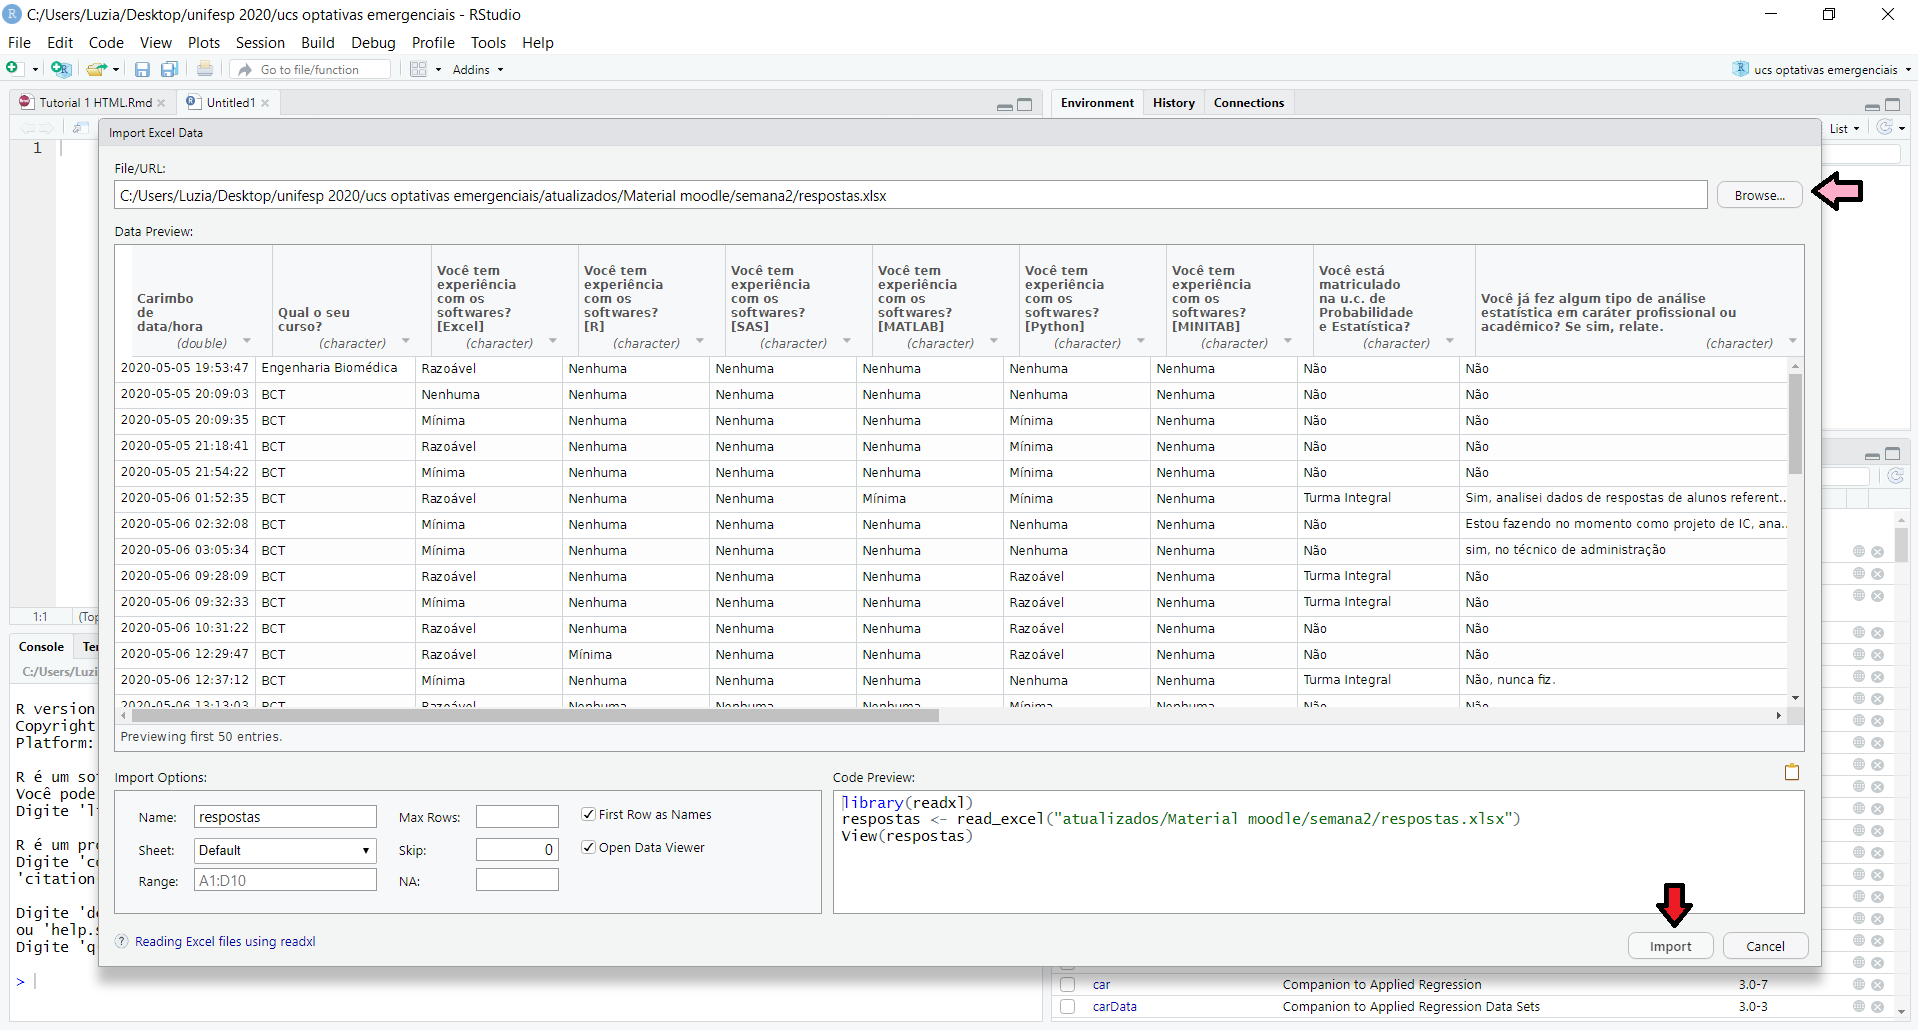 C:/Users/Luzia/Desktop/unifesp 2020/ucs optativas emergenciais - RStudio
File Edit Code View Plots Session Build Debug Profile Tools Help
Go to file/function Addins ucs optativas emergenciais
Tutorial 1 HTML.Rmd Untitled1 Environment History Connections
Import Excel Data List
1
File/URL:
C:/Users/Luzia/Desktop/unifesp 2020/ucs optativas emergenciais/atualizados/Material moodle/semana2/respostas.xlsx Browse...
Data Preview:
Carimbo de data/hora (double)
Qual o seu curso? (character)
Você tem experiência com os softwares? [Excel] (character)
Você tem experiência com os softwares? [R] (character)
Você tem experiência com os softwares? [SAS] (character)
Você tem experiência com os softwares? [MATLAB] (character)
Você tem experiência com os softwares? [Python] (character)
Você tem experiência com os softwares? [MINITAB] (character)
Você está matriculado na u.c. de Probabilidade e Estatística? (character)
Você já fez algum tipo de análise estatística em caráter profissional ou acadêmico? Se sim, relate. (character)
2020-05-05 19:53:47 Engenharia Biomédica Razoável Nenhuma Nenhuma Nenhuma Nenhuma Nenhuma Não Não
2020-05-05 20:09:03 BCT Nenhuma Nenhuma Nenhuma Nenhuma Nenhuma Nenhuma Não Não
2020-05-05 20:09:35 BCT Mínima Nenhuma Nenhuma Nenhuma Mínima Nenhuma Não Não
2020-05-05 21:18:41 BCT Razoável Nenhuma Nenhuma Nenhuma Mínima Nenhuma Não Não
2020-05-05 21:54:22 BCT Mínima Nenhuma Nenhuma Nenhuma Mínima Nenhuma Não Não
2020-05-06 01:52:35 BCT Razoável Nenhuma Nenhuma Mínima Mínima Nenhuma Turma Integral Sim, analisei dados de respostas de alunos referent...
2020-05-06 02:32:08 BCT Mínima Nenhuma Nenhuma Nenhuma Nenhuma Nenhuma Não Estou fazendo no momento como projeto de IC, ana...
2020-05-06 03:05:34 BCT Mínima Nenhuma Nenhuma Nenhuma Nenhuma Nenhuma Não sim, no técnico de administração
2020-05-06 09:28:09 BCT Razoável Nenhuma Nenhuma Nenhuma Razoável Nenhuma Turma Integral Não
2020-05-06 09:32:33 BCT Mínima Nenhuma Nenhuma Nenhuma Razoável Nenhuma Turma Integral Não
2020-05-06 10:31:22 BCT Razoável Nenhuma Nenhuma Nenhuma Razoável Nenhuma Não Não
2020-05-06 12:29:47 BCT Razoável Mínima Nenhuma Nenhuma Razoável Nenhuma Não Não
2020-05-06 12:37:12 BCT Mínima Nenhuma Nenhuma Nenhuma Nenhuma Nenhuma Turma Integral Não, nunca fiz.
2020-05-06 13:13:03 BCT Razoável Nenhuma Nenhuma Nenhuma Mínima Nenhuma Não Não
Previewing first 50 entries.
Import Options:
Name: respostas Max Rows: First Row as Names
Sheet: Default Skip: 0 Open Data Viewer
Range: A1:D10 NA:
Code Preview:
library(readxl)
respostas <- read_excel("atualizados/Material moodle/semana2/respostas.xlsx")
View(respostas)
Reading Excel files using readxl Import Cancel
1:1 (Top
Console Te
C:/Users/Luzi
R version
Copyright
Platform:
R é um so
Você pode
Digite 'l
R é um pr
Digite 'c
'citation
Digite 'd
ou 'help.s
Digite 'q
>
car Companion to Applied Regression 3.0-7
carData Companion to Applied Regression Data Sets 3.0-3